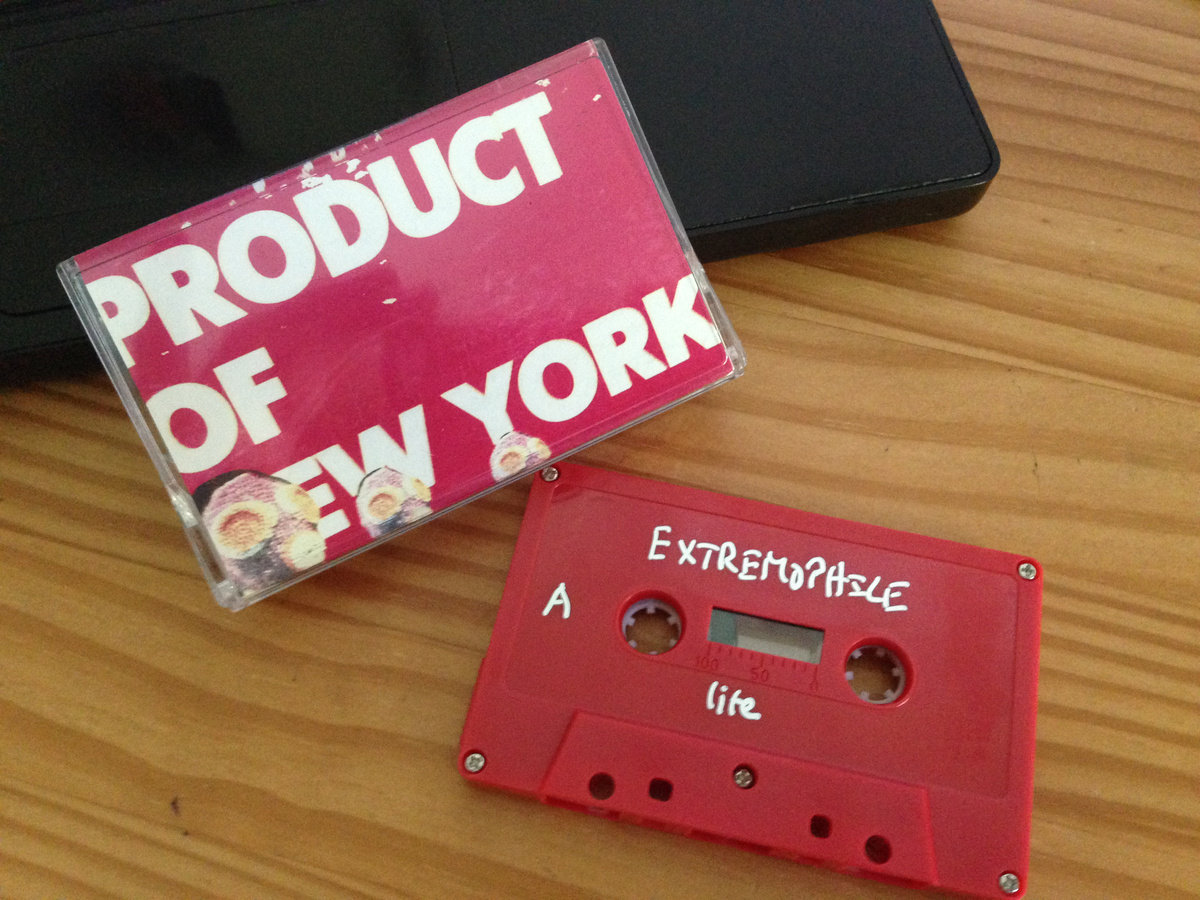 PRODUCT
OF
EW YORK
EXTREMOPHILE
A
100 50 0
lite